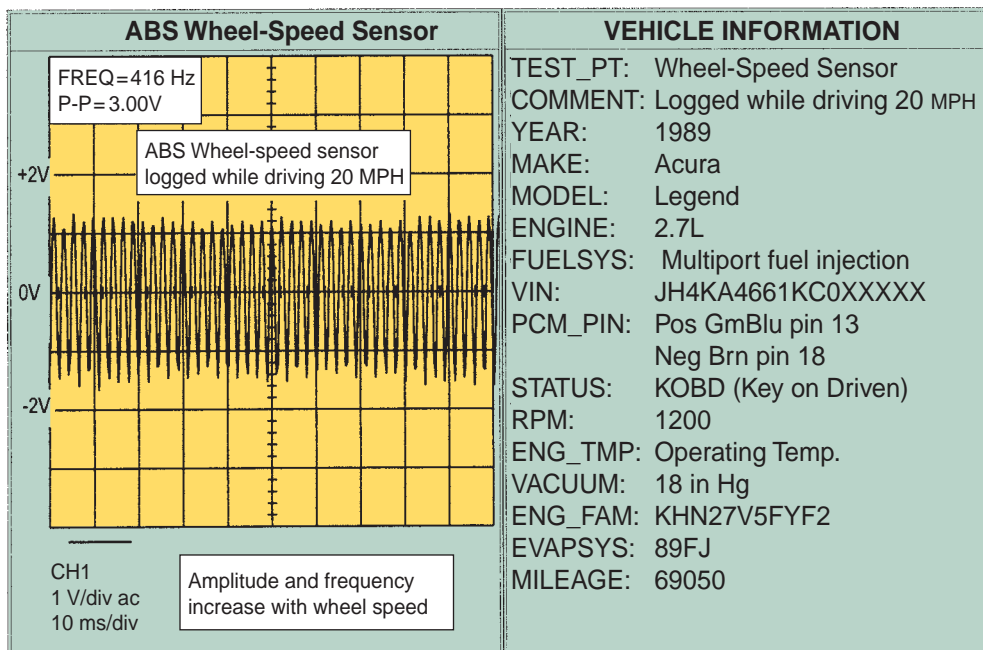 ABS Wheel-Speed Sensor
FREQ=416 Hz
P-P=3.00V
ABS Wheel-speed sensor
logged while driving 20 MPH
+2V
0V
-2V
CH1
1 V/div ac
10 ms/div
Amplitude and frequency
increase with wheel speed
VEHICLE INFORMATION
TEST_PT: Wheel-Speed Sensor
COMMENT: Logged while driving 20 MPH
YEAR: 1989
MAKE: Acura
MODEL: Legend
ENGINE: 2.7L
FUELSYS: Multiport fuel injection
VIN: JH4KA4661KC0XXXXX
PCM_PIN: Pos GmBlu pin 13
Neg Brn pin 18
STATUS: KOBD (Key on Driven)
RPM: 1200
ENG_TMP: Operating Temp.
VACUUM: 18 in Hg
ENG_FAM: KHN27V5FYF2
EVAPSYS: 89FJ
MILEAGE: 69050